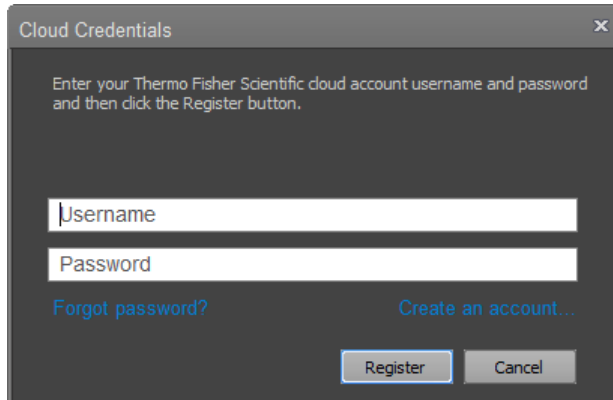 Cloud Credentials
Enter your Thermo Fisher Scientific cloud account username and password
and then click the Register button.
Username
Password
Forgot password? Create an account...
Register Cancel